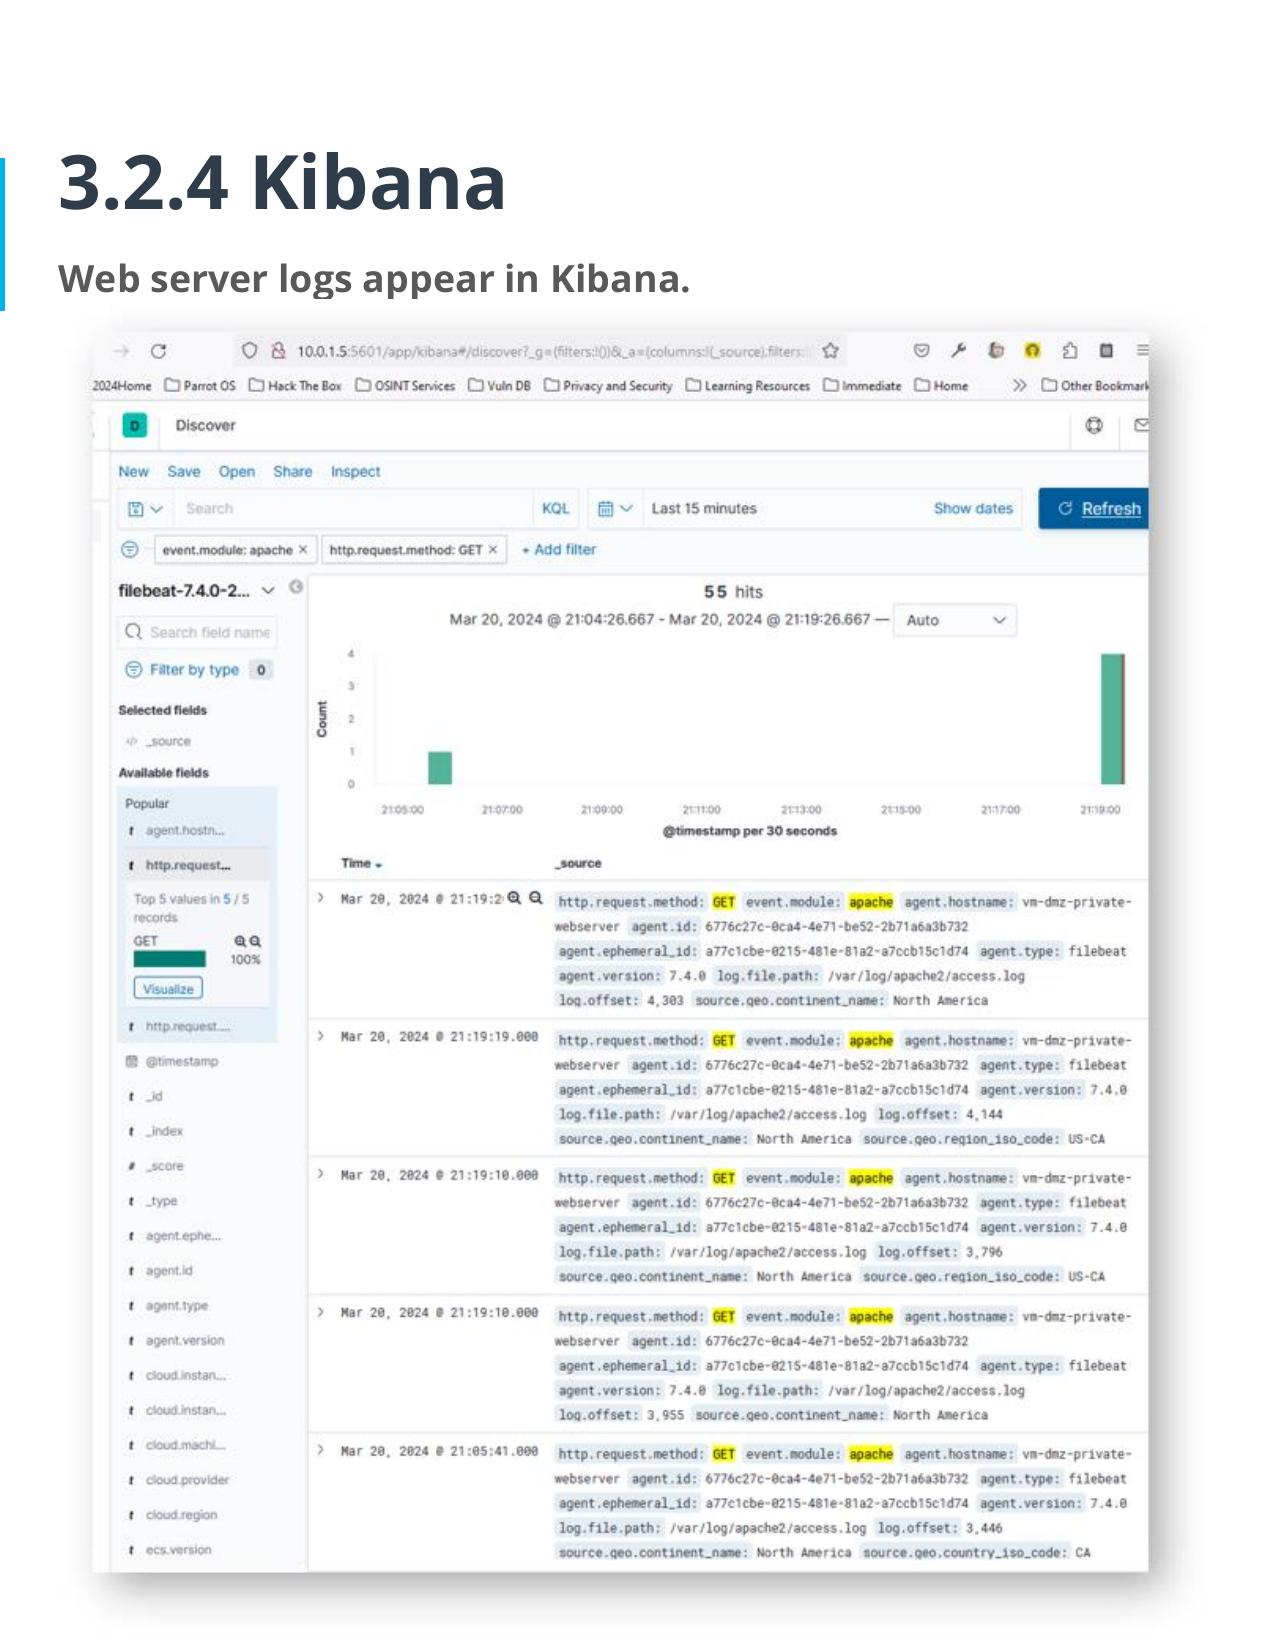 3.2.4 Kibana
Web server logs appear in Kibana.
10.0.1.5:5601/app/kibana#/discover?_g=(filters:!())&_a=(columns:!(_source),filters:
2024Home Parrot OS Hack The Box OSINT Services Vuln DB Privacy and Security Learning Resources Immediate Home Other Bookmark
D Discover
New Save Open Share Inspect
Search KQL Last 15 minutes Show dates Refresh
event.module: apache × http.request.method: GET × + Add filter
filebeat-7.4.0-2...
Search field name
Filter by type 0
Selected fields
_source
Available fields
Popular
t agent.hostn...
t http.request...
Top 5 values in 5 / 5
records
GET
100%
Visualize
t http.request....
@timestamp
t _id
t _index
# _score
t _type
t agent.ephe...
t agent.id
t agent.type
t agent.version
t cloud.instan...
t cloud.instan...
t cloud.machi...
t cloud.provider
t cloud.region
t ecs.version
55 hits
Mar 20, 2024 @ 21:04:26.667 - Mar 20, 2024 @ 21:19:26.667 — Auto
4
3
2
1
0
Count
21:05:00 21:07:00 21:09:00 21:11:00 21:13:00 21:15:00 21:17:00 21:19:00
@timestamp per 30 seconds
Time _source
Mar 20, 2024 @ 21:19:2 http.request.method: GET event.module: apache agent.hostname: vm-dmz-private-
webserver agent.id: 6776c27c-0ca4-4e71-be52-2b71a6a3b732
agent.ephemeral_id: a77c1cbe-0215-481e-81a2-a7ccb15c1d74 agent.type: filebeat
agent.version: 7.4.0 log.file.path: /var/log/apache2/access.log
log.offset: 4,303 source.geo.continent_name: North America
Mar 20, 2024 @ 21:19:19.000 http.request.method: GET event.module: apache agent.hostname: vm-dmz-private-
webserver agent.id: 6776c27c-0ca4-4e71-be52-2b71a6a3b732 agent.type: filebeat
agent.ephemeral_id: a77c1cbe-0215-481e-81a2-a7ccb15c1d74 agent.version: 7.4.0
log.file.path: /var/log/apache2/access.log log.offset: 4,144
source.geo.continent_name: North America source.geo.region_iso_code: US-CA
Mar 20, 2024 @ 21:19:10.000 http.request.method: GET event.module: apache agent.hostname: vm-dmz-private-
webserver agent.id: 6776c27c-0ca4-4e71-be52-2b71a6a3b732 agent.type: filebeat
agent.ephemeral_id: a77c1cbe-0215-481e-81a2-a7ccb15c1d74 agent.version: 7.4.0
log.file.path: /var/log/apache2/access.log log.offset: 3,796
source.geo.continent_name: North America source.geo.region_iso_code: US-CA
Mar 20, 2024 @ 21:19:10.000 http.request.method: GET event.module: apache agent.hostname: vm-dmz-private-
webserver agent.id: 6776c27c-0ca4-4e71-be52-2b71a6a3b732
agent.ephemeral_id: a77c1cbe-0215-481e-81a2-a7ccb15c1d74 agent.type: filebeat
agent.version: 7.4.0 log.file.path: /var/log/apache2/access.log
log.offset: 3,955 source.geo.continent_name: North America
Mar 20, 2024 @ 21:05:41.000 http.request.method: GET event.module: apache agent.hostname: vm-dmz-private-
webserver agent.id: 6776c27c-0ca4-4e71-be52-2b71a6a3b732 agent.type: filebeat
agent.ephemeral_id: a77c1cbe-0215-481e-81a2-a7ccb15c1d74 agent.version: 7.4.0
log.file.path: /var/log/apache2/access.log log.offset: 3,446
source.geo.continent_name: North America source.geo.country_iso_code: CA